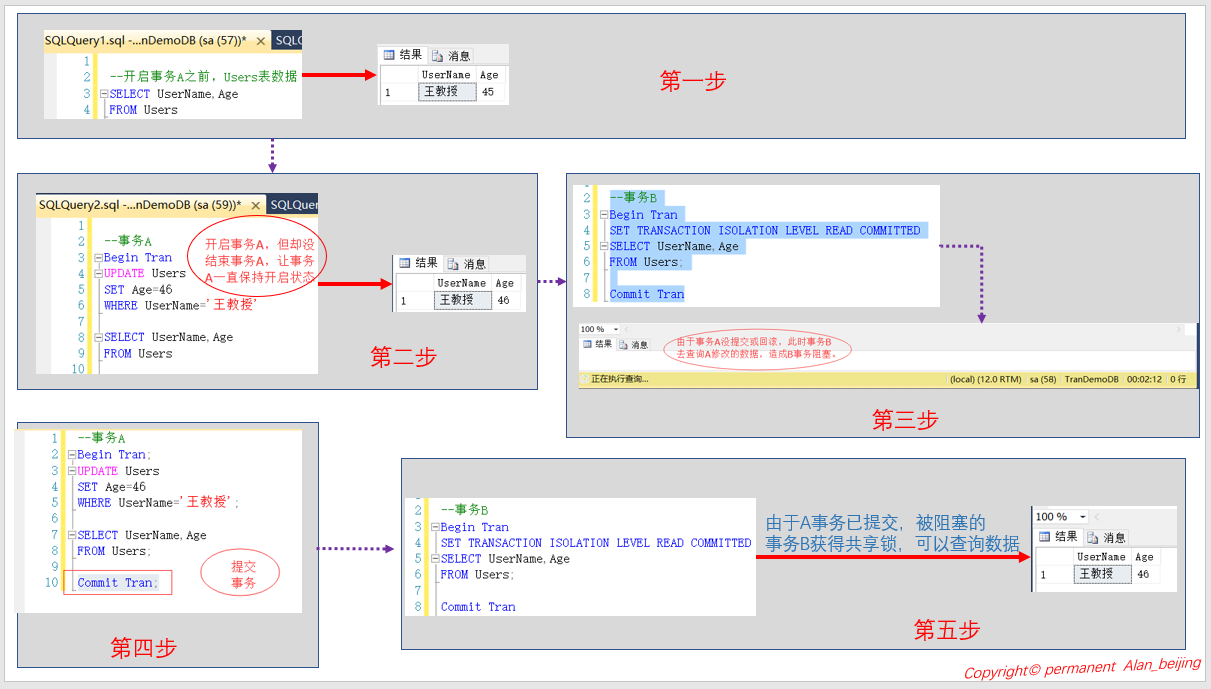 SQLQuery1.sql -...nDemoDB (sa (57))* × SQLQ
1
2 --开启事务A之前，Users表数据
3 SELECT UserName,Age
4 FROM Users
结果 消息
UserName Age
1 王教授 45
第一步
SQLQuery2.sql -...nDemoDB (sa (59))* × SQLQuer
1
2 --事务A
3 Begin Tran
4 UPDATE Users
5 SET Age=46
6 WHERE UserName='王教授'
7
8 SELECT UserName,Age
9 FROM Users
10
开启事务A，但却没
结束事务A，让事务
A一直保持开启状态
结果 消息
UserName Age
1 王教授 46
第二步
2 --事务B
3 Begin Tran
4 SET TRANSACTION ISOLATION LEVEL READ COMMITTED
5 SELECT UserName,Age
6 FROM Users;
7
8 Commit Tran
100 %
结果 消息
由于事务A没提交或回滚，此时事务B
去查询A修改的数据，造成B事务阻塞。
正在执行查询... (local) (12.0 RTM) sa (58) TranDemoDB 00:02:12 0 行
第三步
1 --事务A
2 Begin Tran;
3 UPDATE Users
4 SET Age=46
5 WHERE UserName='王教授';
6
7 SELECT UserName,Age
8 FROM Users;
9
10 Commit Tran;
提交
事务
第四步
2 --事务B
3 Begin Tran
4 SET TRANSACTION ISOLATION LEVEL READ COMMITTED
5 SELECT UserName,Age
6 FROM Users;
7
8 Commit Tran
由于A事务已提交，被阻塞的
事务B获得共享锁，可以查询数据
100 %
结果 消息
UserName Age
1 王教授 46
第五步
Copyright© permanent Alan_beijing